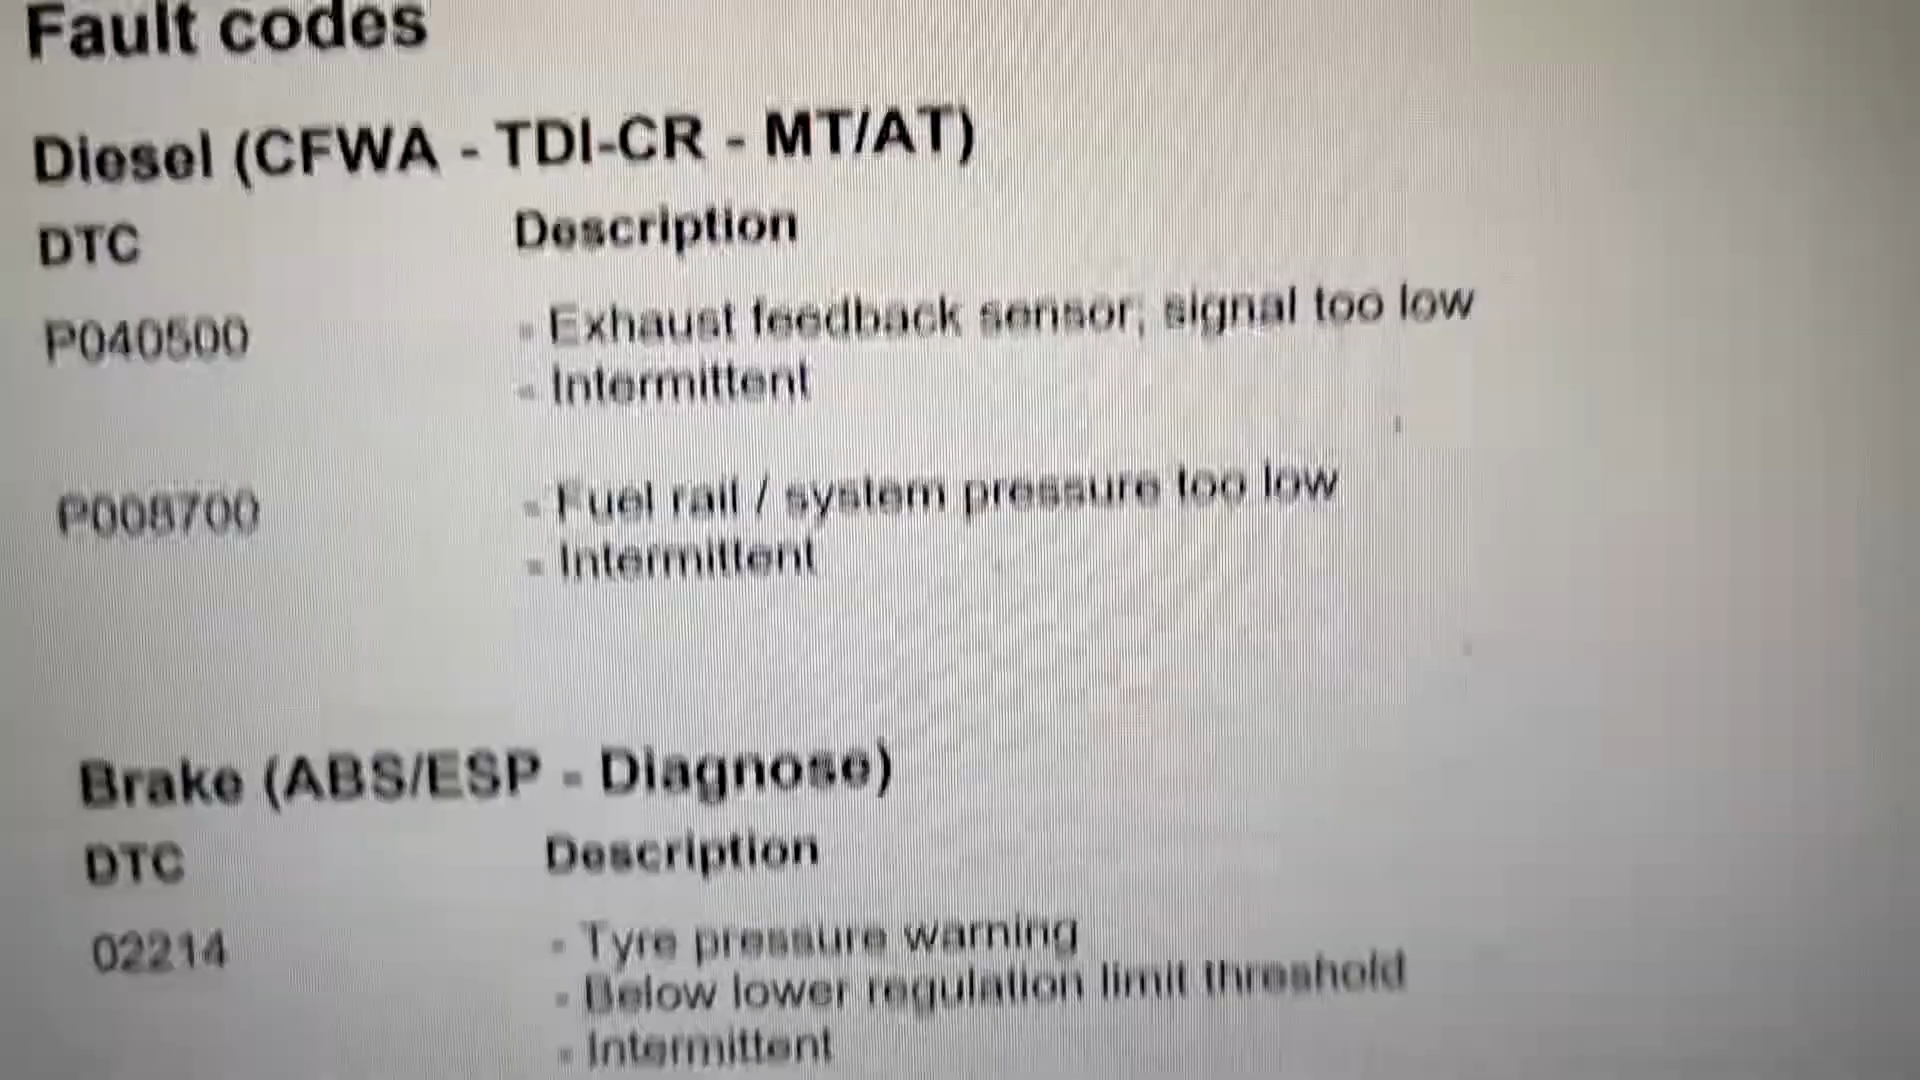 Fault codes
Diesel (CFWA - TDI-CR - MT/AT)
DTC Description
P040500 - Exhaust feedback sensor, signal too low
- Intermittent
P008700 - Fuel rail / system pressure too low
- Intermittent
Brake (ABS/ESP - Diagnose)
DTC Description
02214 - Tyre pressure warning
- Below lower regulation limit threshold
- Intermittent